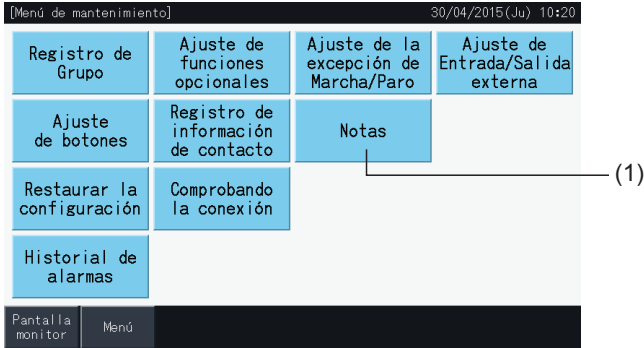 [Menú de mantenimiento] 30/04/2015(Ju) 10:20
Registro de
Grupo
Ajuste de
funciones
opcionales
Ajuste de la
excepción de
Marcha/Paro
Ajuste de
Entrada/Salida
externa
Ajuste
de botones
Registro de
información
de contacto
Notas
(1)
Restaurar la
configuración
Comprobando
la conexión
Historial de
alarmas
Pantalla
monitor
Menú